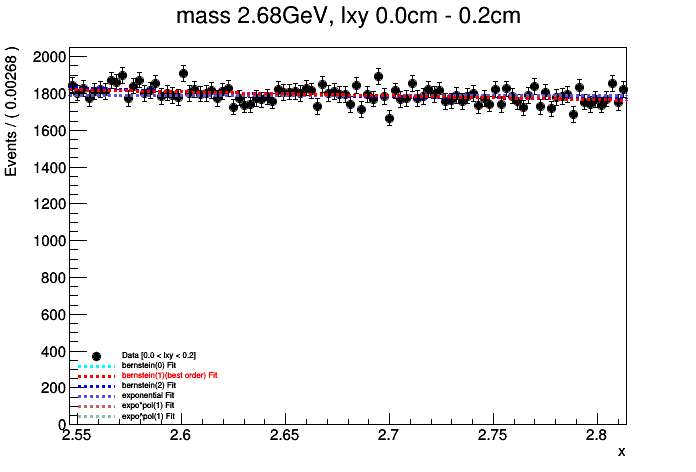 mass 2.68GeV, lxy 0.0cm - 0.2cm
Events / ( 0.00268 )
2000
1800
1600
1400
1200
1000
800
600
400
200
0
Data [0.0 < lxy < 0.2]
bernstein(0) Fit
bernstein(1)(best order) Fit
bernstein(2) Fit
exponential Fit
expo*pol(1) Fit
expo^pol(1) Fit
2.55 2.6 2.65 2.7 2.75 2.8
x